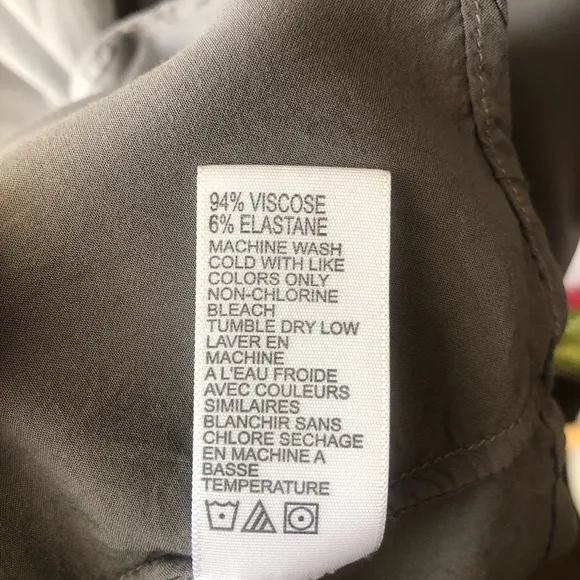 94% VISCOSE
6% ELASTANE
MACHINE WASH
COLD WITH LIKE
COLORS ONLY
NON-CHLORINE
BLEACH
TUMBLE DRY LOW
LAVER EN
MACHINE
A L'EAU FROIDE
AVEC COULEURS
SIMILAIRES
BLANCHIR SANS
CHLORE SECHAGE
EN MACHINE A
BASSE
TEMPERATURE